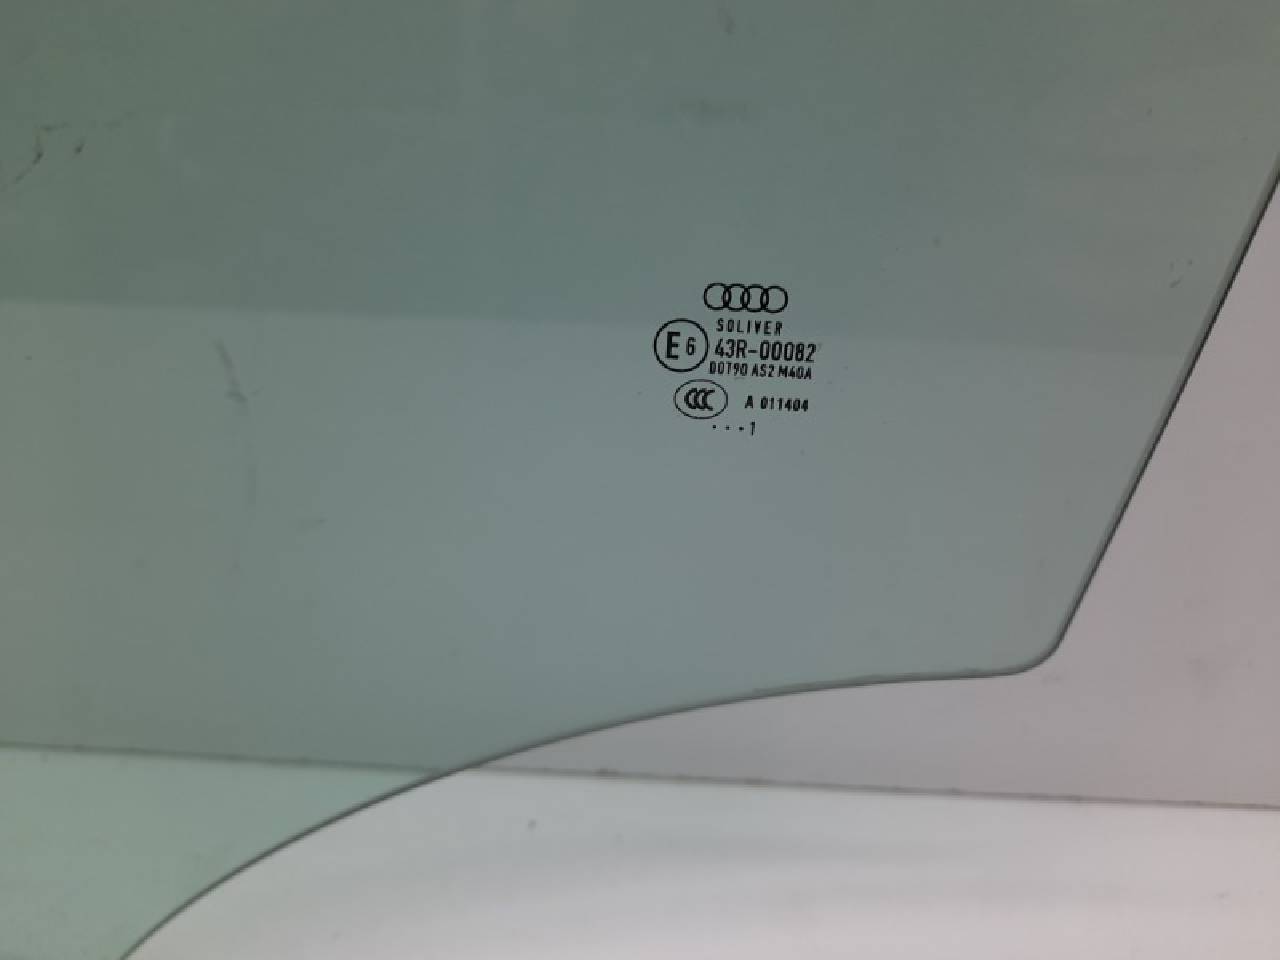 SOLIVER
E6 43R-00082
DOT90 AS2 M40A
CCC A 011404
...1